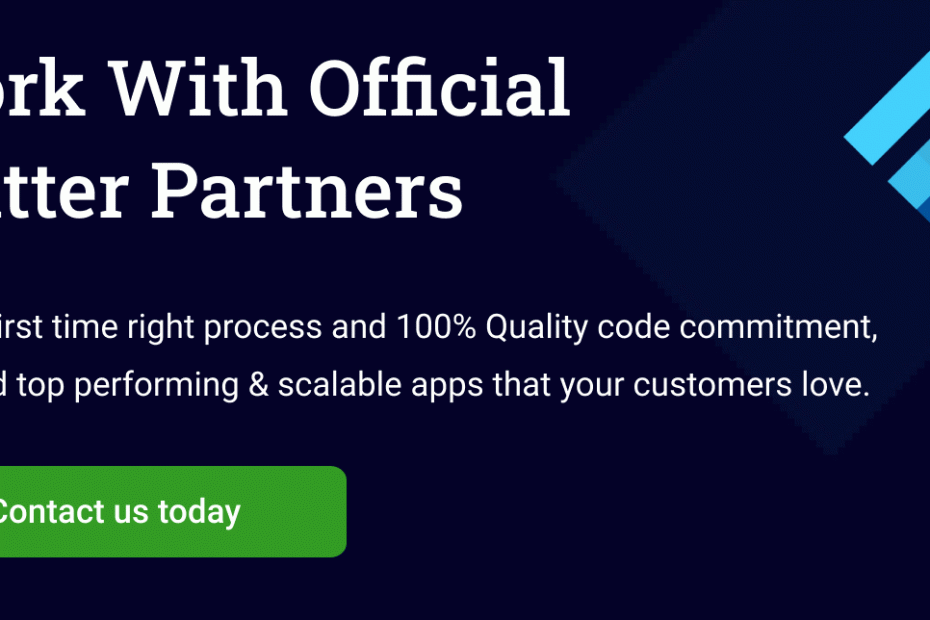 ork With Official
tter Partners
irst time right process and 100% Quality code commitment,
d top performing & scalable apps that your customers love.
Contact us today